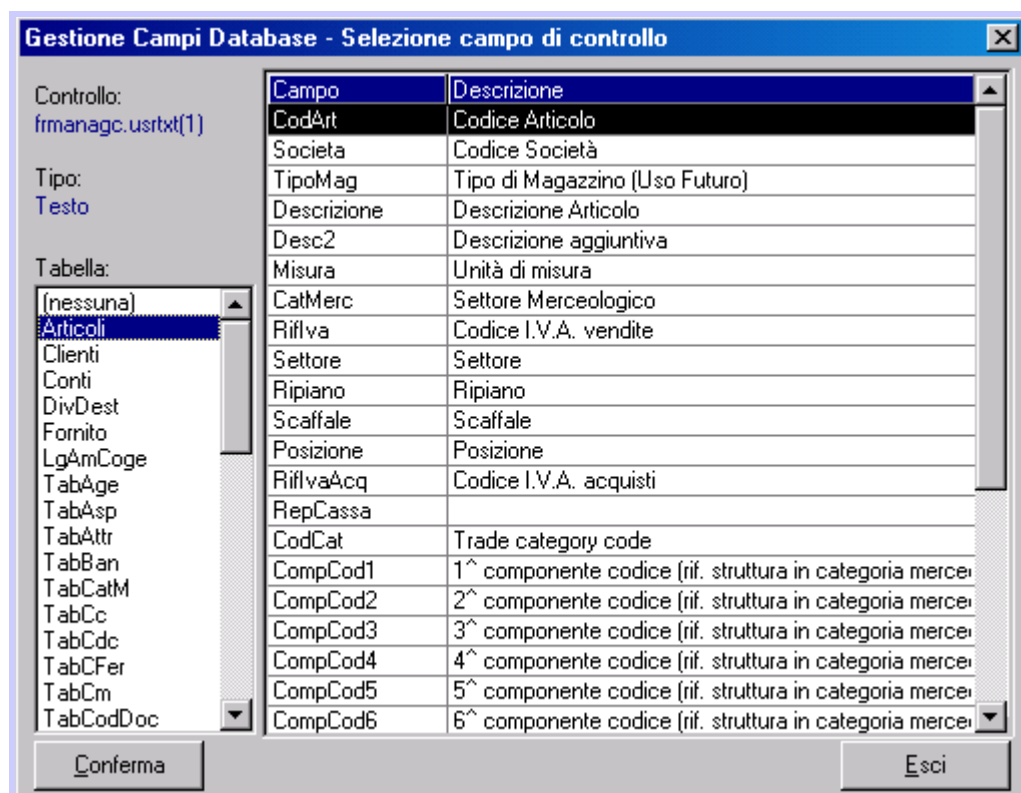 Gestione Campi Database - Selezione campo di controllo
Controllo:
frmanagc.usrtxt(1)
Tipo:
Testo
Tabella:
(nessuna)
Articoli
Clienti
Conti
DivDest
Fornito
LgAmCoge
TabAge
TabAsp
TabAttr
TabBan
TabCatM
TabCc
TabCdc
TabCFer
TabCm
TabCodDoc
Campo Descrizione
CodArt Codice Articolo
Societa Codice Società
TipoMag Tipo di Magazzino (Uso Futuro)
Descrizione Descrizione Articolo
Desc2 Descrizione aggiuntiva
Misura Unità di misura
CatMerc Settore Merceologico
RifIva Codice I.V.A. vendite
Settore Settore
Ripiano Ripiano
Scaffale Scaffale
Posizione Posizione
RifIvaAcq Codice I.V.A. acquisti
RepCassa
CodCat Trade category code
CompCod1 1^ componente codice (rif. struttura in categoria merce
CompCod2 2^ componente codice (rif. struttura in categoria merce
CompCod3 3^ componente codice (rif. struttura in categoria merce
CompCod4 4^ componente codice (rif. struttura in categoria merce
CompCod5 5^ componente codice (rif. struttura in categoria merce
CompCod6 6^ componente codice (rif. struttura in categoria merce
Conferma
Esci